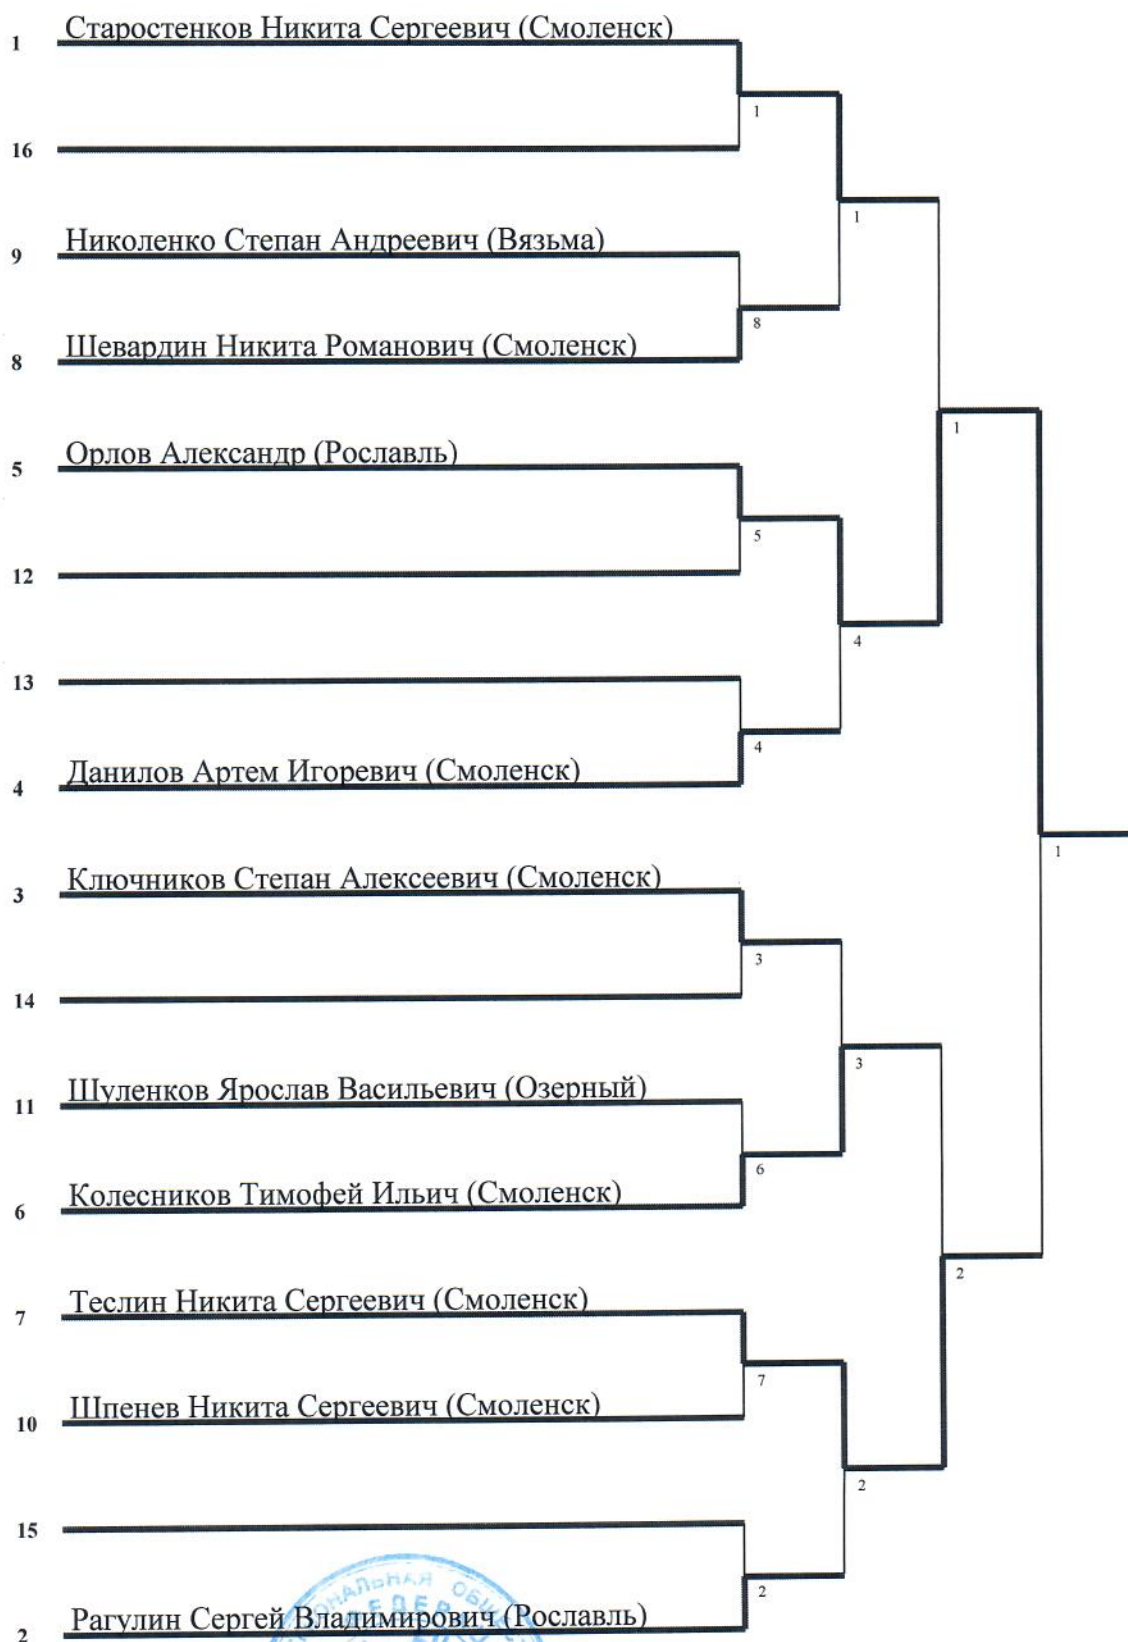 Старостенков Никита Сергеевич (Смоленск)
1
1
16
1
Николенко Степан Андреевич (Вязьма)
9
8
Шевардин Никита Романович (Смоленск)
8
1
Орлов Александр (Рославль)
5
5
12
4
13
4
Данилов Артем Игоревич (Смоленск)
4
1
Ключников Степан Алексеевич (Смоленск)
3
3
14
3
Шуленков Ярослав Васильевич (Озерный)
11
6
Колесников Тимофей Ильич (Смоленск)
6
2
Теслин Никита Сергеевич (Смоленск)
7
7
Шпенев Никита Сергеевич (Смоленск)
10
2
15
2
Рагулин Сергей Владимирович (Рославль)
2